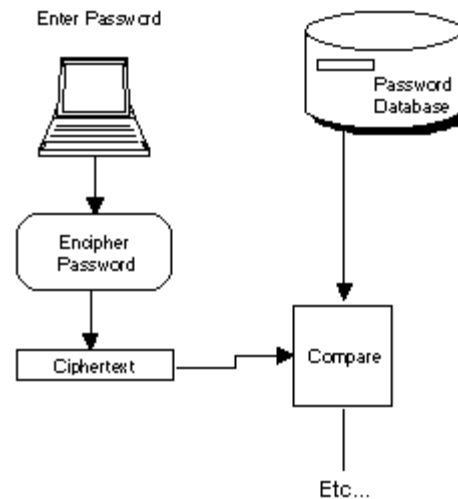 Enter Password
Password
Database
Encipher
Password
Ciphertext
Compare
Etc...